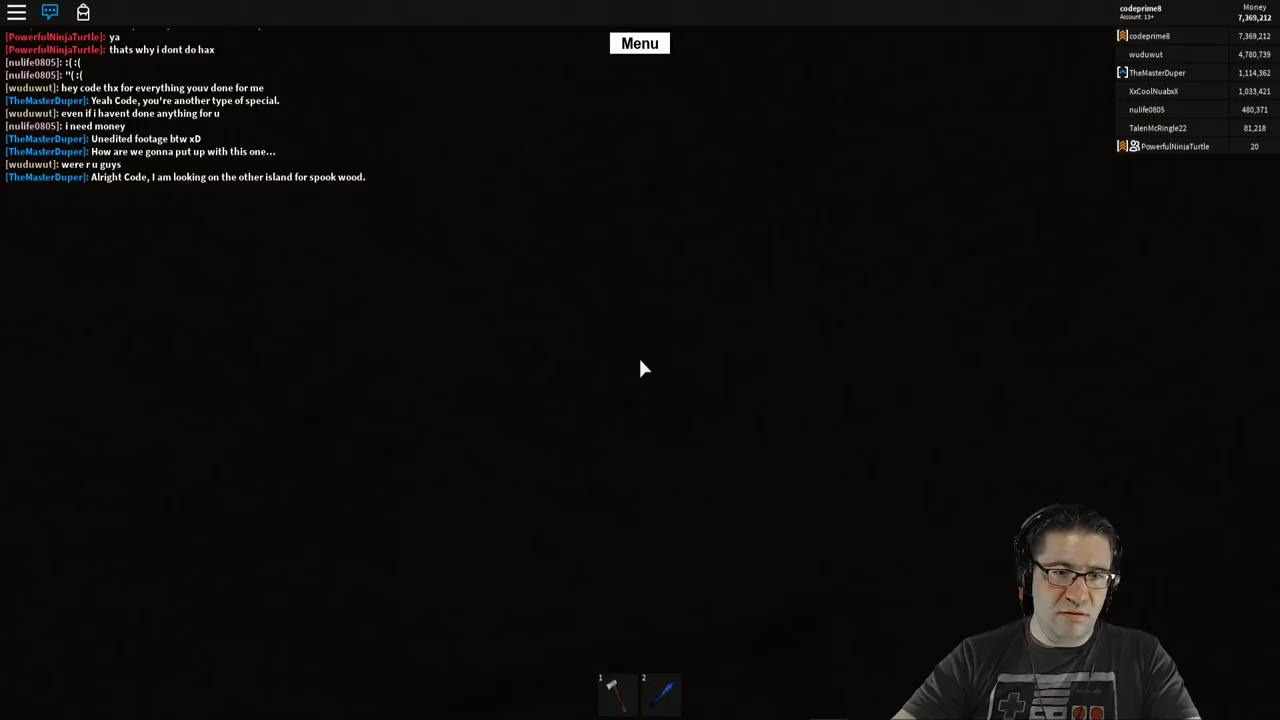 codeprime8
Account: 13+
Money
7,369,212
[PowerfulNinjaTurtle]: ya
[PowerfulNinjaTurtle]: thats why i dont do hax
[nulife0805]: :( :(
[nulife0805]: "( :(
[wuduwut]: hey code thx for everything youv done for me
[TheMasterDuper]: Yeah Code, you're another type of special.
[wuduwut]: even if i havent done anything for u
[nulife0805]: i need money
[TheMasterDuper]: Unedited footage btw xD
[TheMasterDuper]: How are we gonna put up with this one...
[wuduwut]: were r u guys
[TheMasterDuper]: Alright Code, I am looking on the other island for spook wood.
Menu
codeprime8 7,369,212
wuduwut 4,780,739
TheMasterDuper 1,114,362
XxCoolNuabxX 1,033,421
nulife0805 480,371
TalenMcRingle22 81,218
PowerfulNinjaTurtle 20
1
2